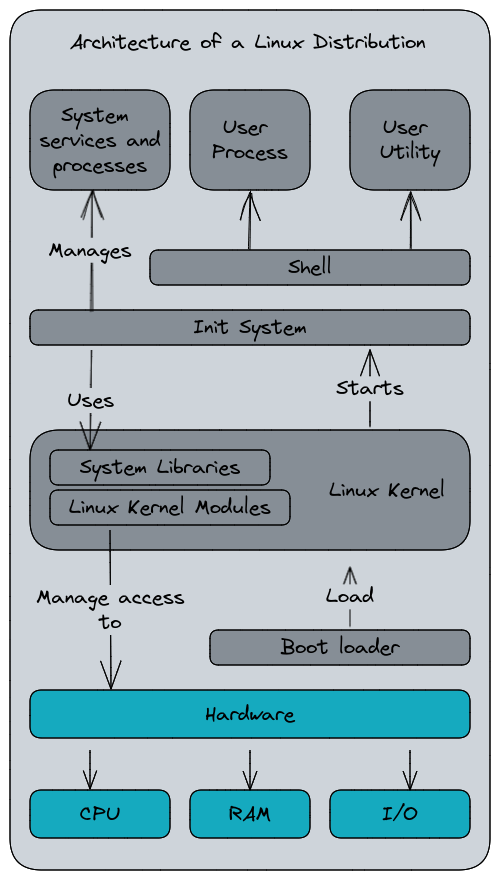 Architecture of a Linux Distribution
System
services and
processes
User
Process
User
Utility
Manages
Shell
Init System
Starts
Uses
System Libraries
Linux Kernel
Linux Kernel Modules
Load
Manage access
to
Boot loader
Hardware
CPU
RAM
I/O